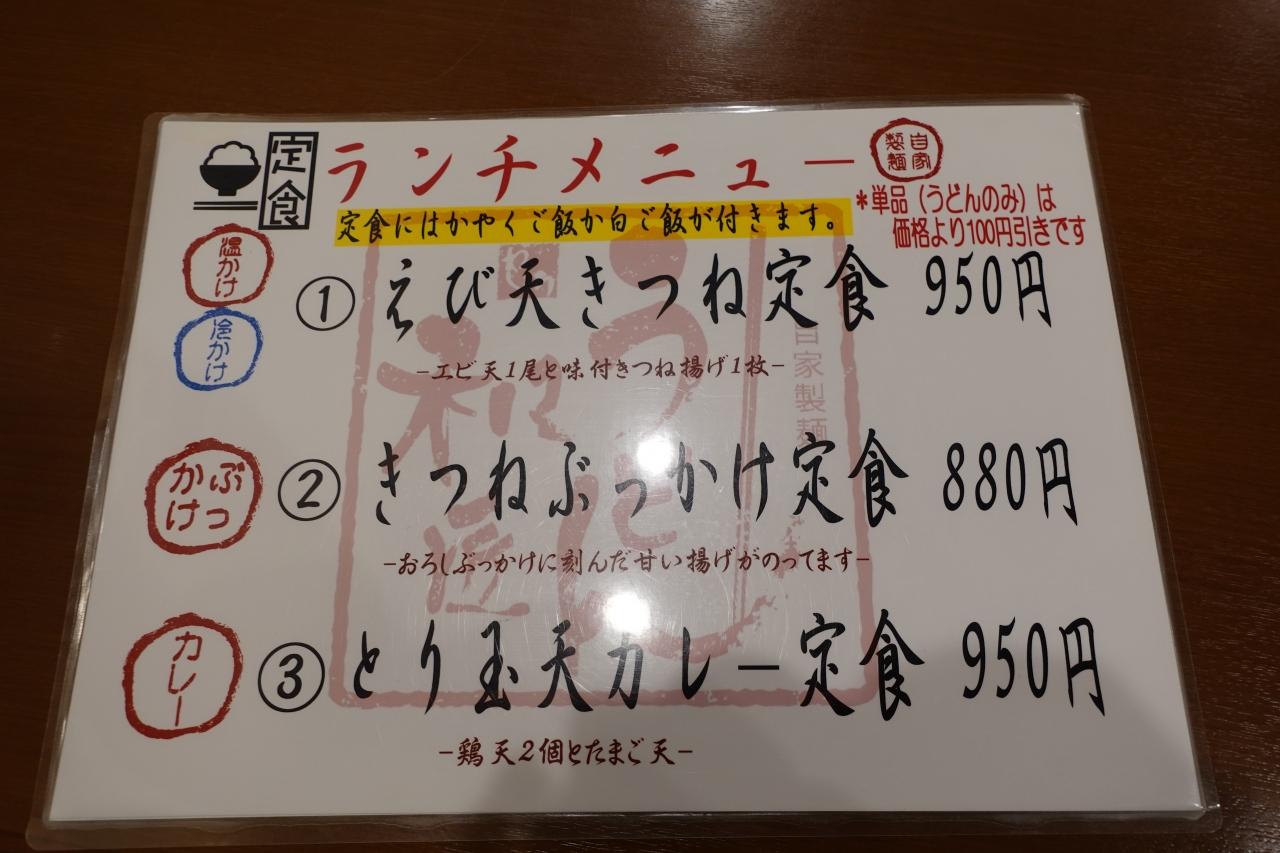 定食
ランチメニュー
自家製麺
定食にはかやくご飯か白ご飯が付きます。
*単品(うどんのみ)は
価格より100円引きです
温かけ
冷かけ
① えび天きつね定食 950円
-エビ天1尾と味付きつね揚げ1枚-
ぶっかけ
② きつねぶっかけ定食 880円
-おろしぶっかけに刻んだ甘い揚げがのってます-
カレー
③ とり玉天カレー定食 950円
-鶏天2個とたまご天-
自家製麺
うどん